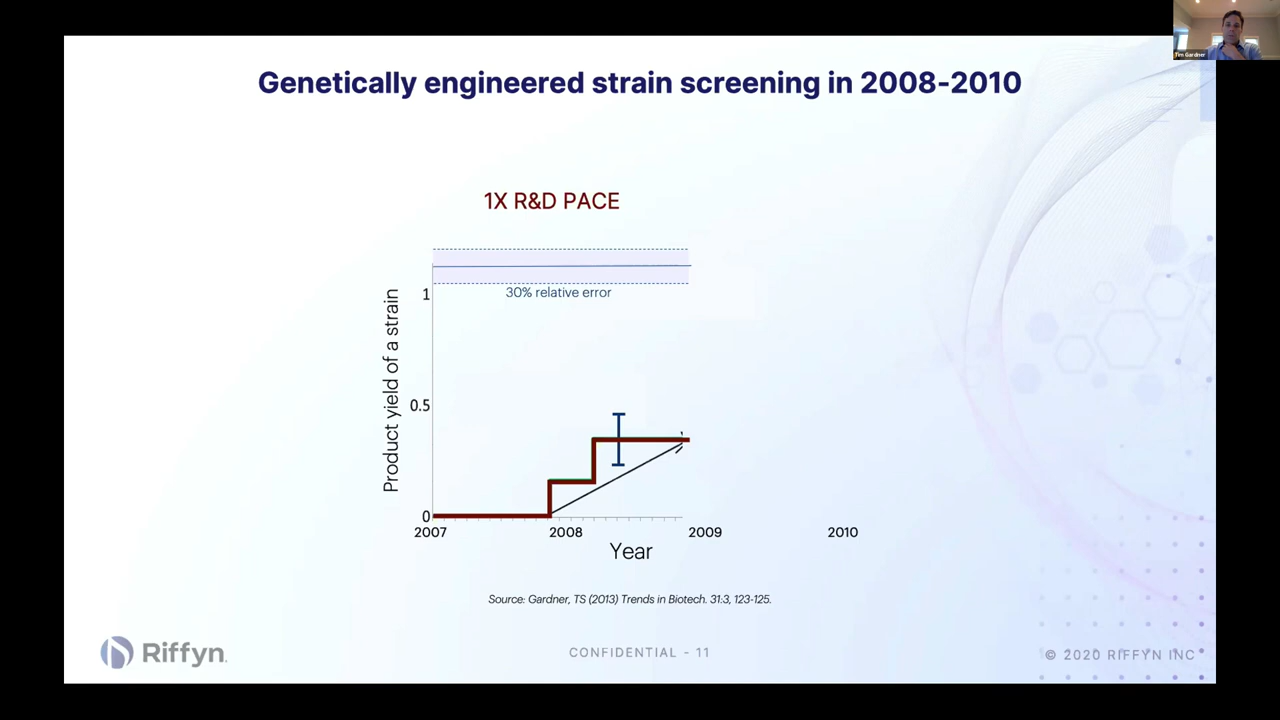 Tim Gardner
Genetically engineered strain screening in 2008-2010
1X R&D PACE
30% relative error
Product yield of a strain
1
0.5
0
2007 2008 2009 2010
Year
Source: Gardner, TS (2013) Trends in Biotech. 31:3, 123-125.
Riffyn.
CONFIDENTIAL - 11
© 2020 RIFFYN INC